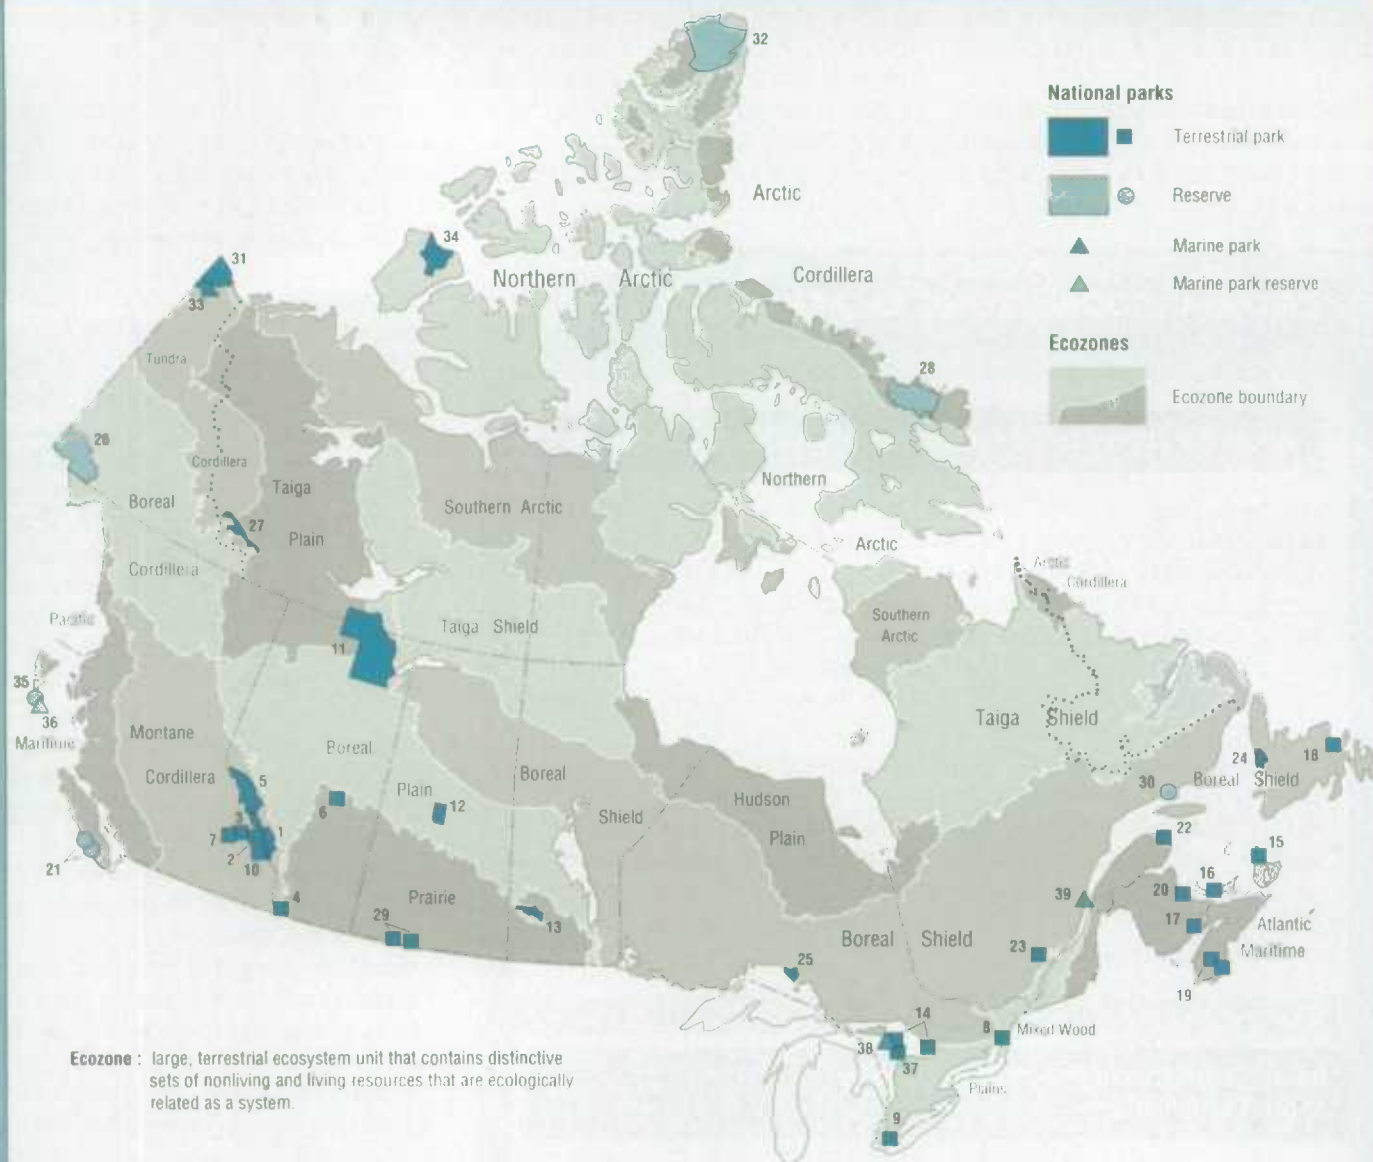 32
National parks
Terrestrial park
Reserve
Marine park
Marine park reserve
Ecozones
Ecozone boundary
Arctic
Cordillera
34
Northern Arctic
31
33
Tundra
28
26
Cordillera
Taiga
Plain
Boreal
Cordillera
27
Southern Arctic
Northern
Arctic
Arctic
Cordillera
Southern
Arctic
Pacific
Maritime
35
36
11
Taiga Shield
Taiga Shield
Montane
Cordillera
Boreal
Plain
Boreal
Shield
Hudson
Plain
5
6
12
3
7
1
2
10
21
4
Prairie
29
13
24
18
30
Boreal Shield
22
15
16
20
17
39
Atlantic
Maritime
19
Boreal Shield
23
25
14
8
Mixed Wood
Plains
38
37
9
Ecozone : large, terrestrial ecosystem unit that contains distinctive
sets of nonliving and living resources that are ecologically
related as a system.